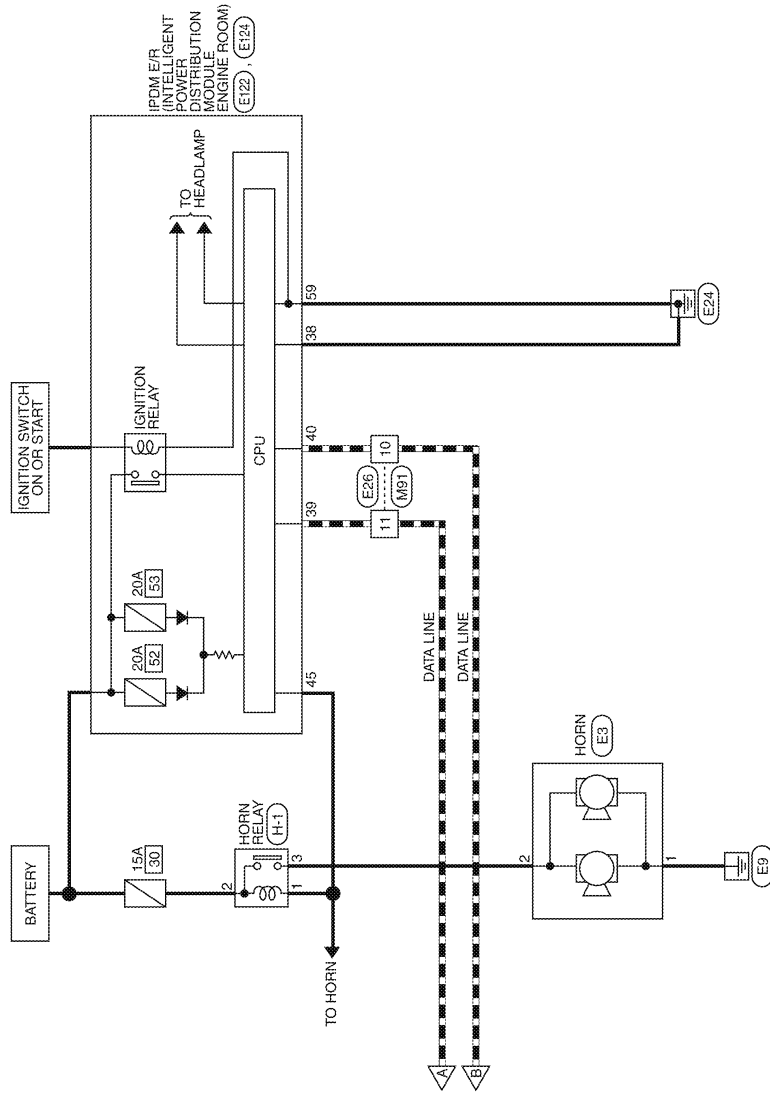 BATTERY
IGNITION SWITCH
ON OR START
IPDM E/R
(INTELLIGENT
POWER
DISTRIBUTION
MODULE
ENGINE ROOM)
E122 , E124
15A
30
20A
52
20A
53
IGNITION
RELAY
TO
HEADLAMP
HORN
RELAY
H-1
2
1
3
CPU
45
39
40
38
59
TO HORN
E26
11
10
M91
DATA LINE
DATA LINE
A
B
E24
HORN
E3
2
1
E9